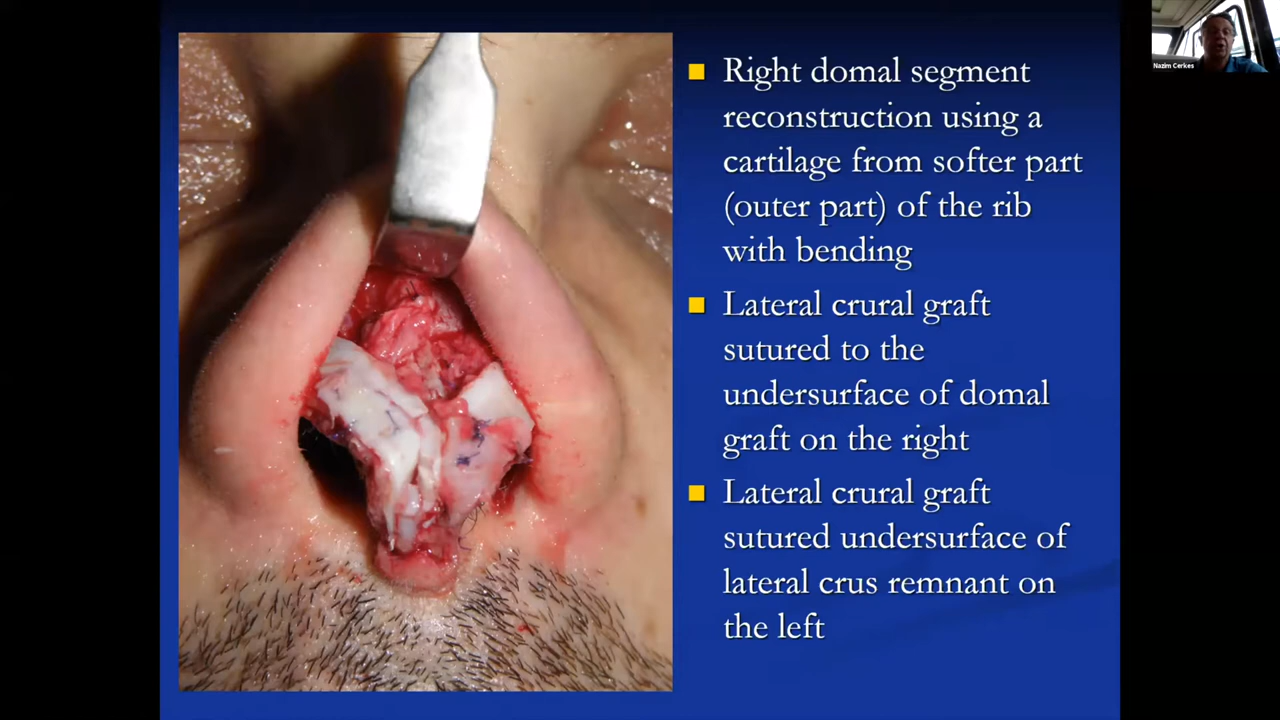 Right domal segment
reconstruction using a
cartilage from softer part
(outer part) of the rib
with bending
Lateral crural graft
sutured to the
undersurface of domal
graft on the right
Lateral crural graft
sutured undersurface of
lateral crus remnant on
the left
Nazim Cerkes